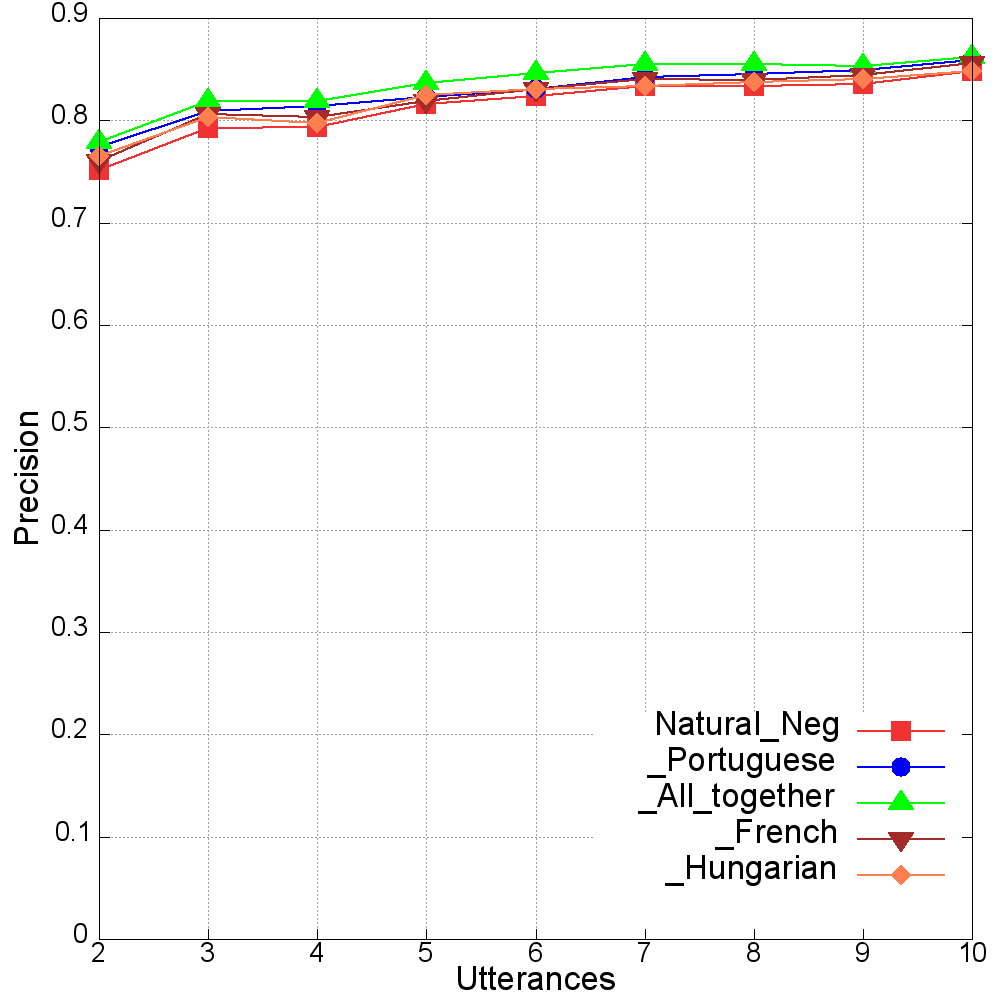 0.9
0.8
0.7
0.6
0.5
0.4
0.3
0.2
0.1
0
Precision
2 3 4 5 6 7 8 9 10
Utterances
Natural_Neg
_Portuguese
_All_together
_French
_Hungarian